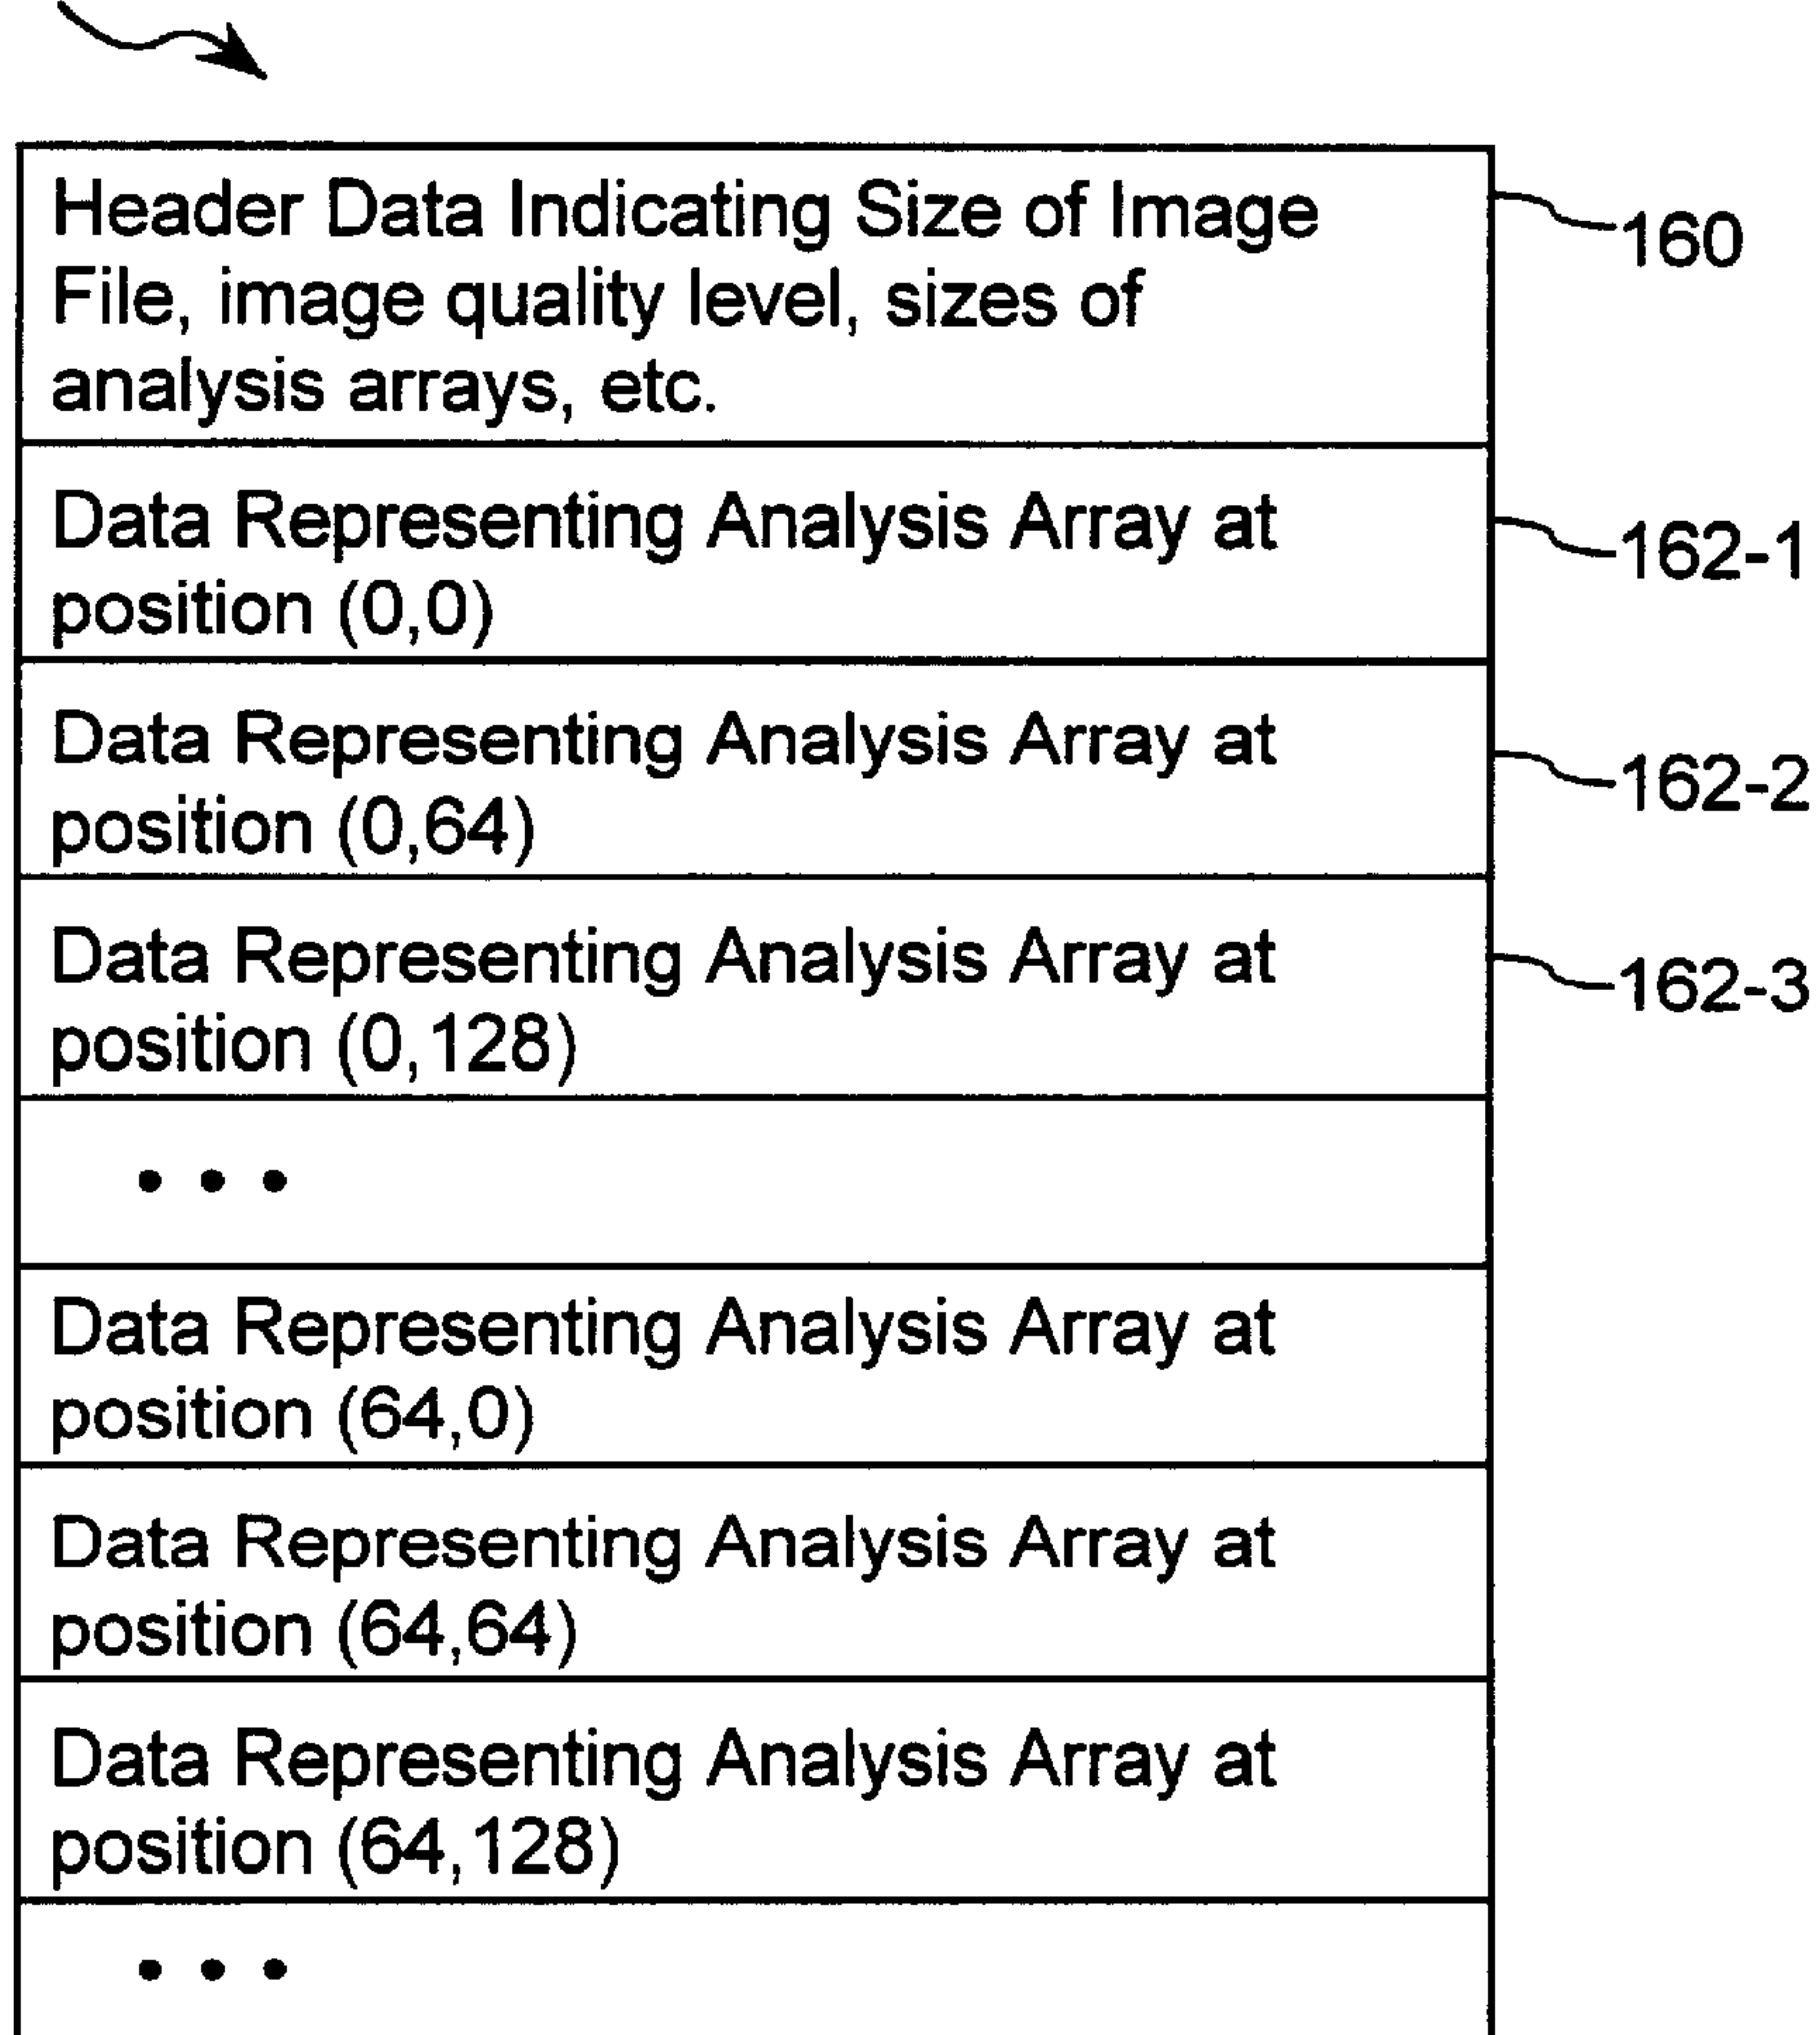 Header Data Indicating Size of Image
File, image quality level, sizes of
analysis arrays, etc.
160
Data Representing Analysis Array at
position (0,0)
162-1
Data Representing Analysis Array at
position (0,64)
162-2
Data Representing Analysis Array at
position (0,128)
162-3
• • •
Data Representing Analysis Array at
position (64,0)
Data Representing Analysis Array at
position (64,64)
Data Representing Analysis Array at
position (64,128)
• • •